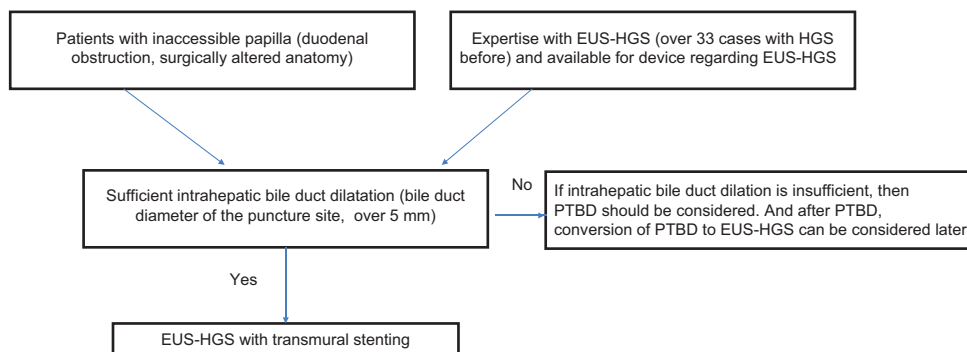 Patients with inaccessible papilla (duodenal
obstruction, surgically altered anatomy)
Expertise with EUS-HGS (over 33 cases with HGS
before) and available for device regarding EUS-HGS
Sufficient intrahepatic bile duct dilatation (bile duct
diameter of the puncture site, over 5 mm)
No
If intrahepatic bile duct dilation is insufficient, then
PTBD should be considered. And after PTBD,
conversion of PTBD to EUS-HGS can be considered later
Yes
EUS-HGS with transmural stenting